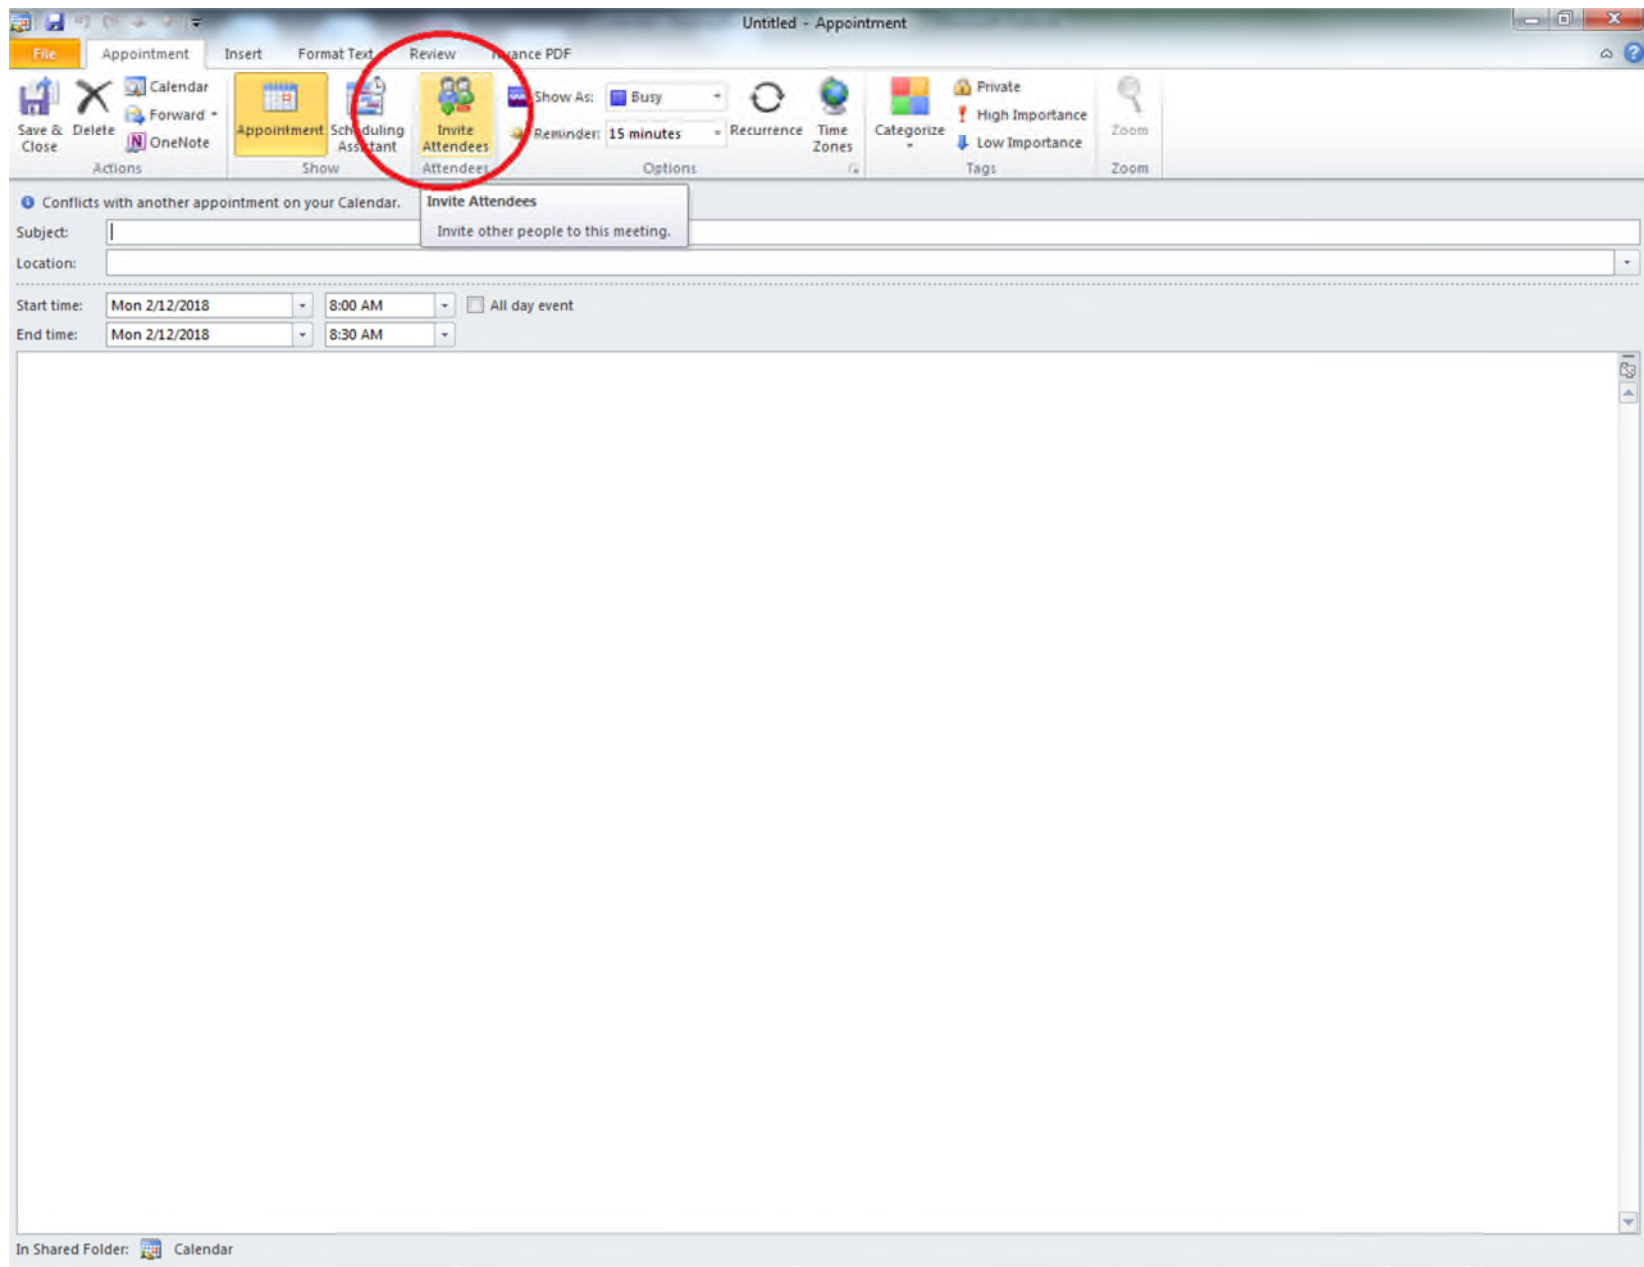 Untitled - Appointment
File Appointment Insert Format Text Review Nuance PDF
Save & Close
Delete
Calendar
Forward
OneNote
Actions
Appointment
Scheduling Assistant
Show
Invite Attendees
Attendees
Show As: Busy
Reminder: 15 minutes
Recurrence
Time Zones
Options
Categorize
Private
High Importance
Low Importance
Tags
Zoom
Zoom
Conflicts with another appointment on your Calendar.
Invite Attendees
Invite other people to this meeting.
Subject:
Location:
Start time: Mon 2/12/2018 8:00 AM All day event
End time: Mon 2/12/2018 8:30 AM
In Shared Folder: Calendar